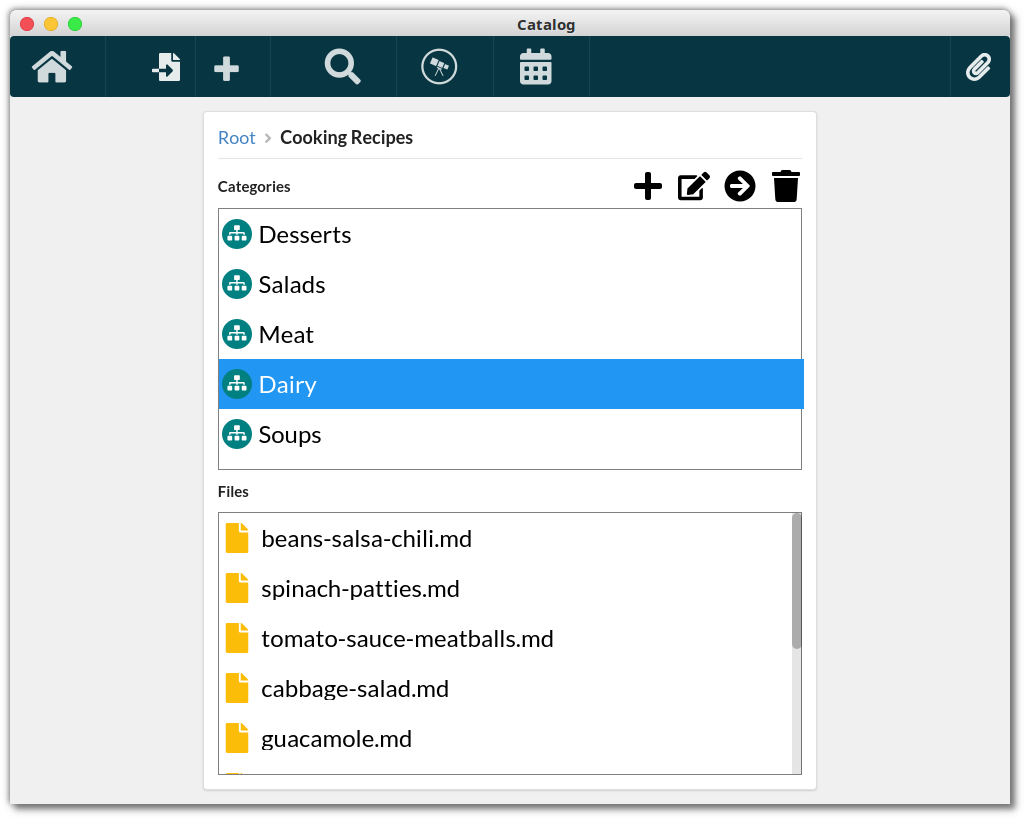 Catalog
Root > Cooking Recipes
Categories
Desserts
Salads
Meat
Dairy
Soups
Files
beans-salsa-chili.md
spinach-patties.md
tomato-sauce-meatballs.md
cabbage-salad.md
guacamole.md